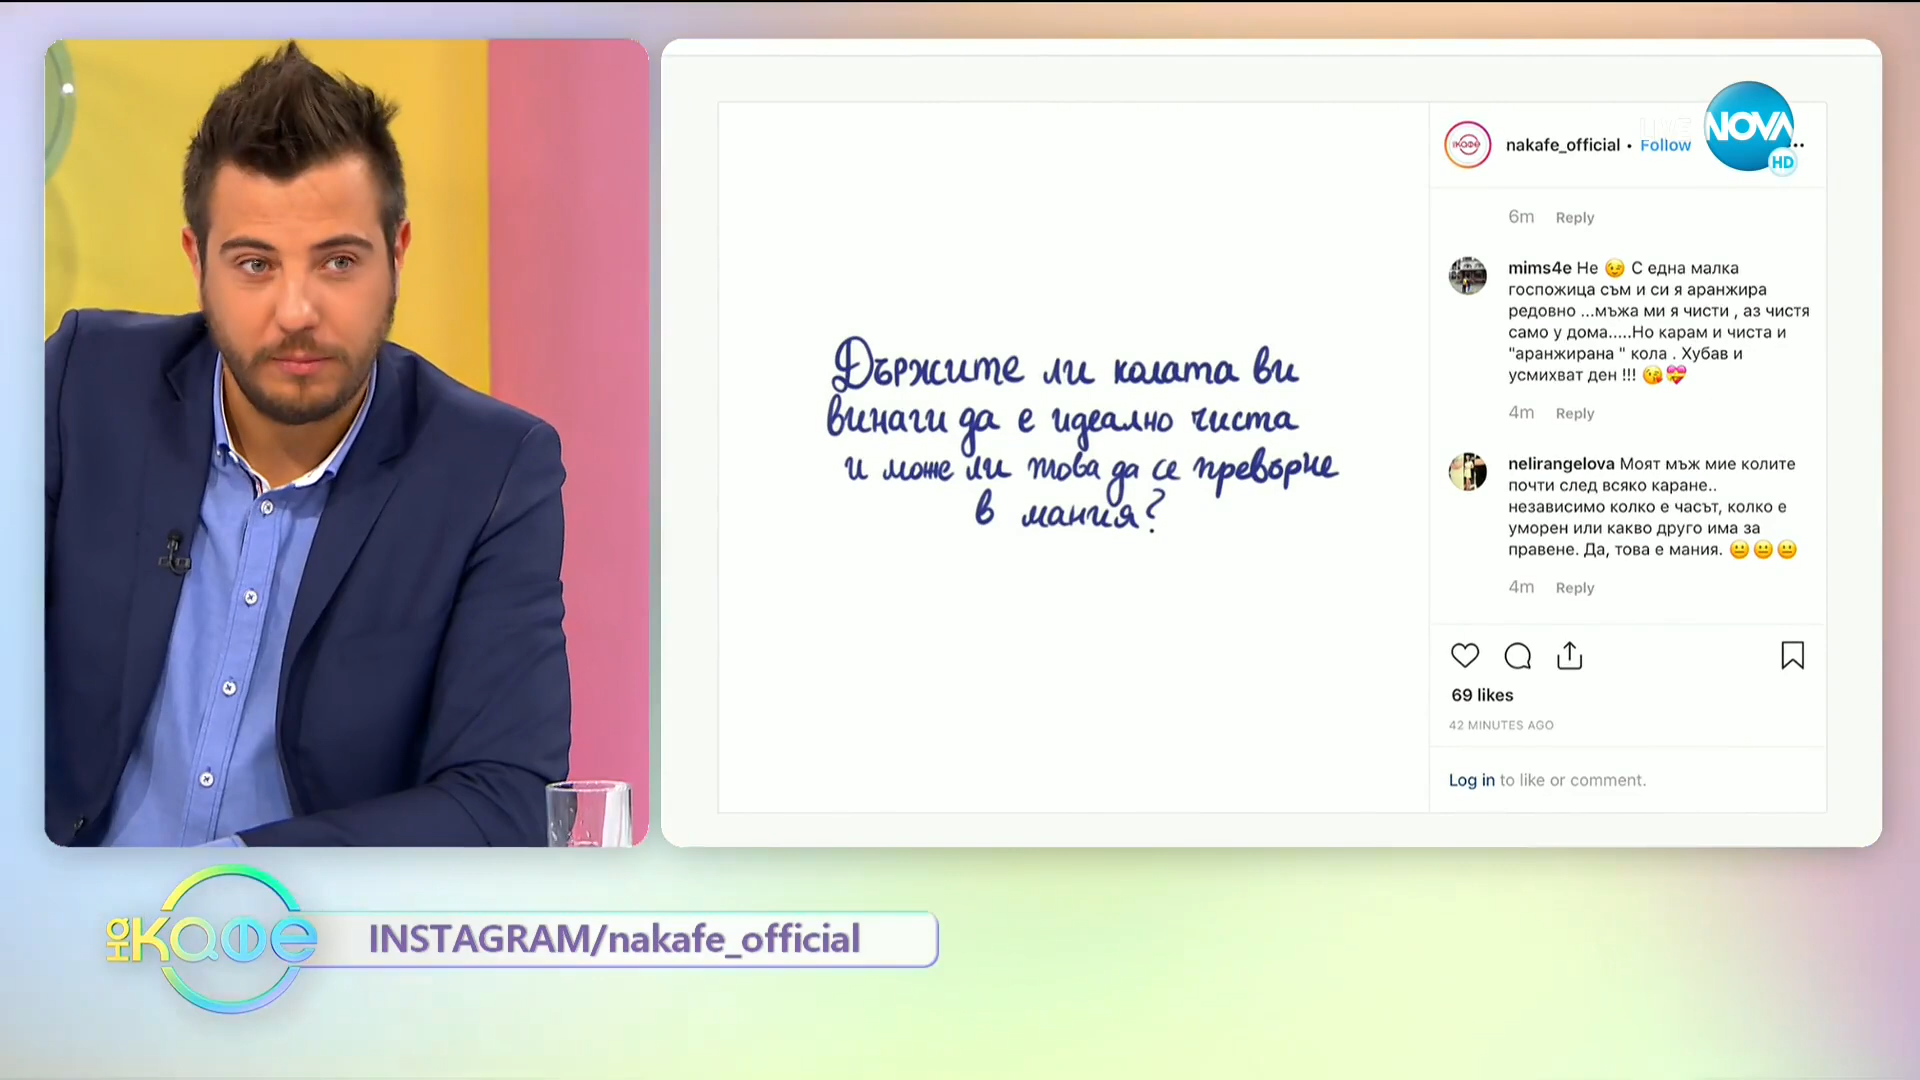 LIVE
NOVA
HD
КАФЕ
nakafe_official • Follow
6m Reply
Държите ли колата ви
винаги да е идеално чиста
и може ли това да се превърне
в мания?
mims4e Не 😉 С една малка
госпожица съм и си я аранжира
редовно ...мъжа ми я чисти , аз чистя
само у дома.....Но карам и чиста и
"аранжирана " кола . Хубав и
усмихват ден !!! 😘💝
4m Reply
nelirangelova Моят мъж мие колите
почти след всяко каране..
независимо колко е часът, колко е
уморен или какво друго има за
правене. Да, това е мания. 😐😐😐
4m Reply
69 likes
42 MINUTES AGO
Log in to like or comment.
на кафе
INSTAGRAM/nakafe_official